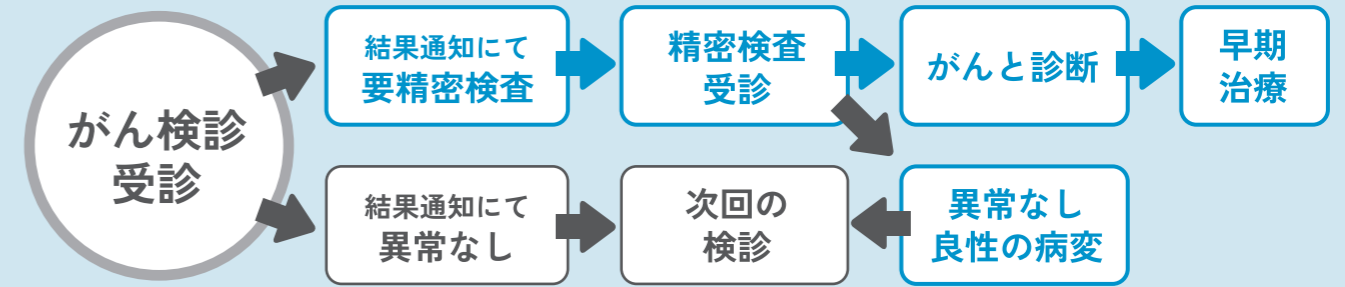 がん検診
受診
結果通知にて
要精密検査
精密検査
受診
がんと診断
早期
治療
結果通知にて
異常なし
次回の
検診
異常なし
良性の病変